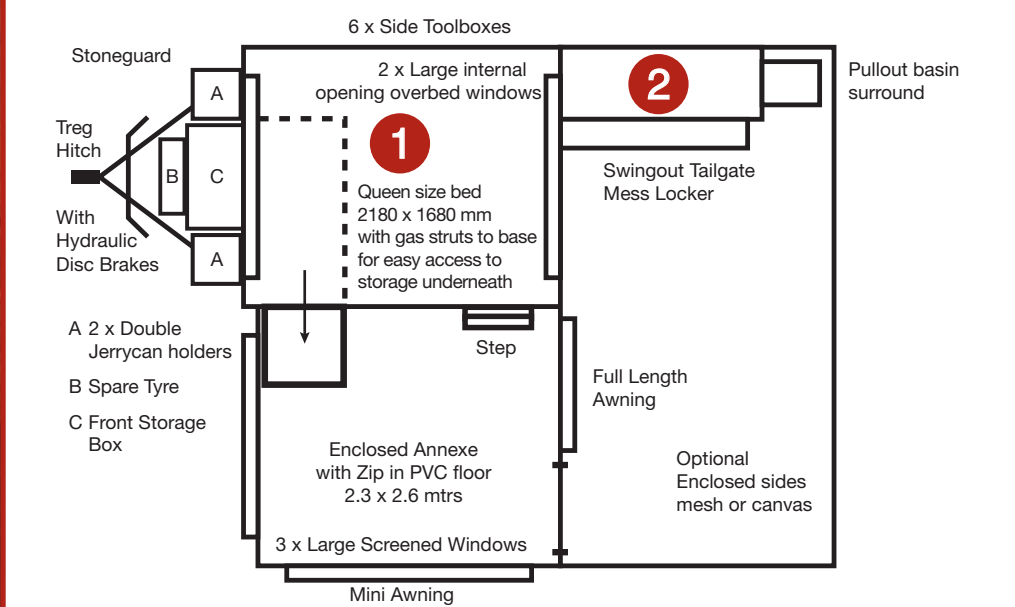 6 x Side Toolboxes
Stoneguard
2 x Large internal
opening overbed windows
Pullout basin
surround
A
2
Treg
Hitch
1
B
C
Swingout Tailgate
Mess Locker
Queen size bed
2180 x 1680 mm
with gas struts to base
for easy access to
storage underneath
With
Hydraulic
Disc Brakes
A
A 2 x Double
Jerrycan holders
B Spare Tyre
C Front Storage
Box
Step
Full Length
Awning
Enclosed Annexe
with Zip in PVC floor
2.3 x 2.6 mtrs
Optional
Enclosed sides
mesh or canvas
3 x Large Screened Windows
Mini Awning